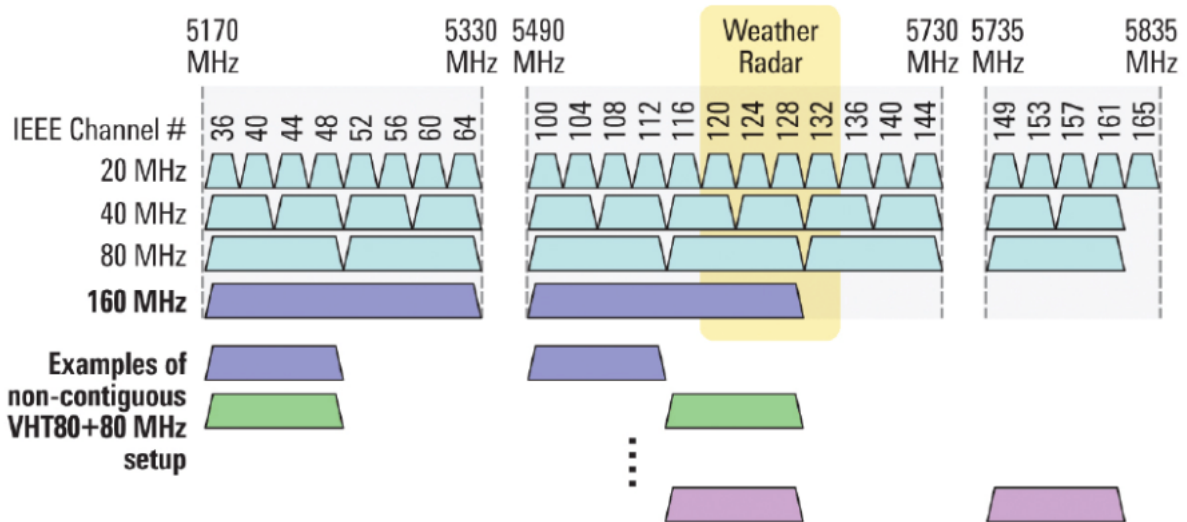 5170 MHz
5330 MHz
5490 MHz
Weather Radar
5730 MHz
5735 MHz
5835 MHz
IEEE Channel # 36 40 44 48 52 56 60 64 100 104 108 112 116 120 124 128 132 136 140 144 149 153 157 161 165
20 MHz
40 MHz
80 MHz
160 MHz
Examples of
non-contiguous
VHT80+80 MHz
setup